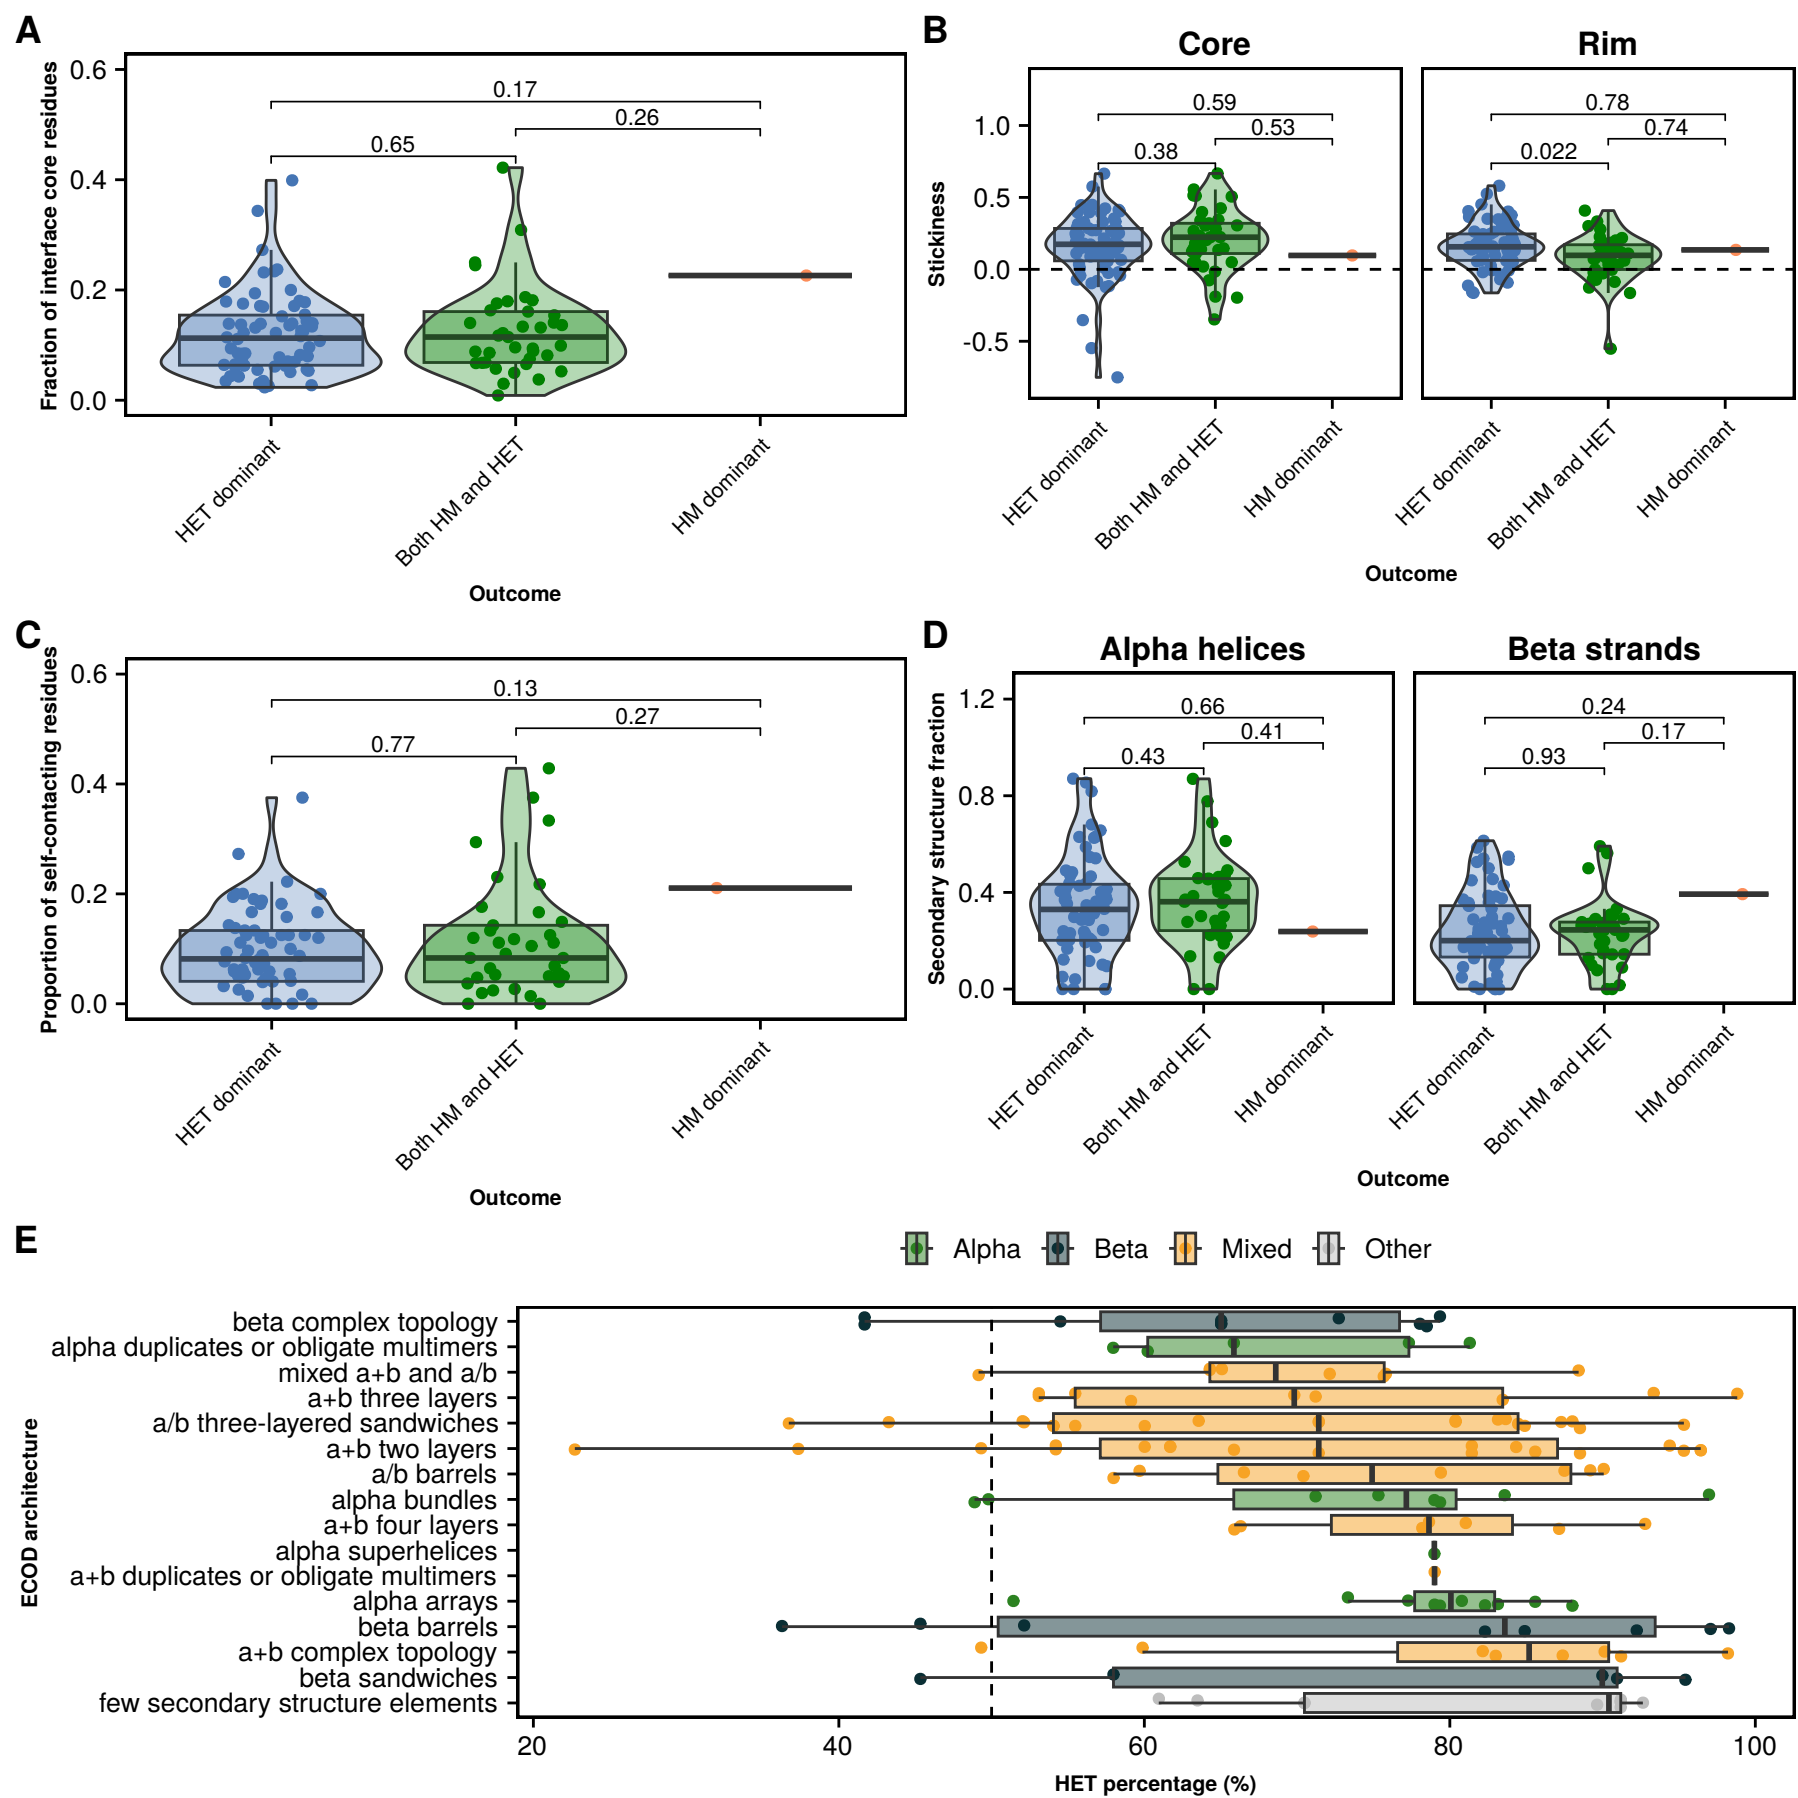 A
Fraction of interface core residues
0.6
0.4
0.2
0.0
0.17
0.26
0.65
HET dominant
Both HM and HET
HM dominant
Outcome
B
Core
Rim
Stickiness
1.0
0.5
0.0
-0.5
0.59
0.53
0.38
0.78
0.74
0.022
HET dominant
Both HM and HET
HM dominant
HET dominant
Both HM and HET
HM dominant
Outcome
C
Proportion of self-contacting residues
0.6
0.4
0.2
0.0
0.13
0.27
0.77
HET dominant
Both HM and HET
HM dominant
Outcome
D
Alpha helices
Beta strands
Secondary structure fraction
1.2
0.8
0.4
0.0
0.66
0.41
0.43
0.24
0.17
0.93
HET dominant
Both HM and HET
HM dominant
HET dominant
Both HM and HET
HM dominant
Outcome
E
Alpha
Beta
Mixed
Other
ECOD architecture
beta complex topology
alpha duplicates or obligate multimers
mixed a+b and a/b
a+b three layers
a/b three-layered sandwiches
a+b two layers
a/b barrels
alpha bundles
a+b four layers
alpha superhelices
a+b duplicates or obligate multimers
alpha arrays
beta barrels
a+b complex topology
beta sandwiches
few secondary structure elements
20
40
60
80
100
HET percentage (%)